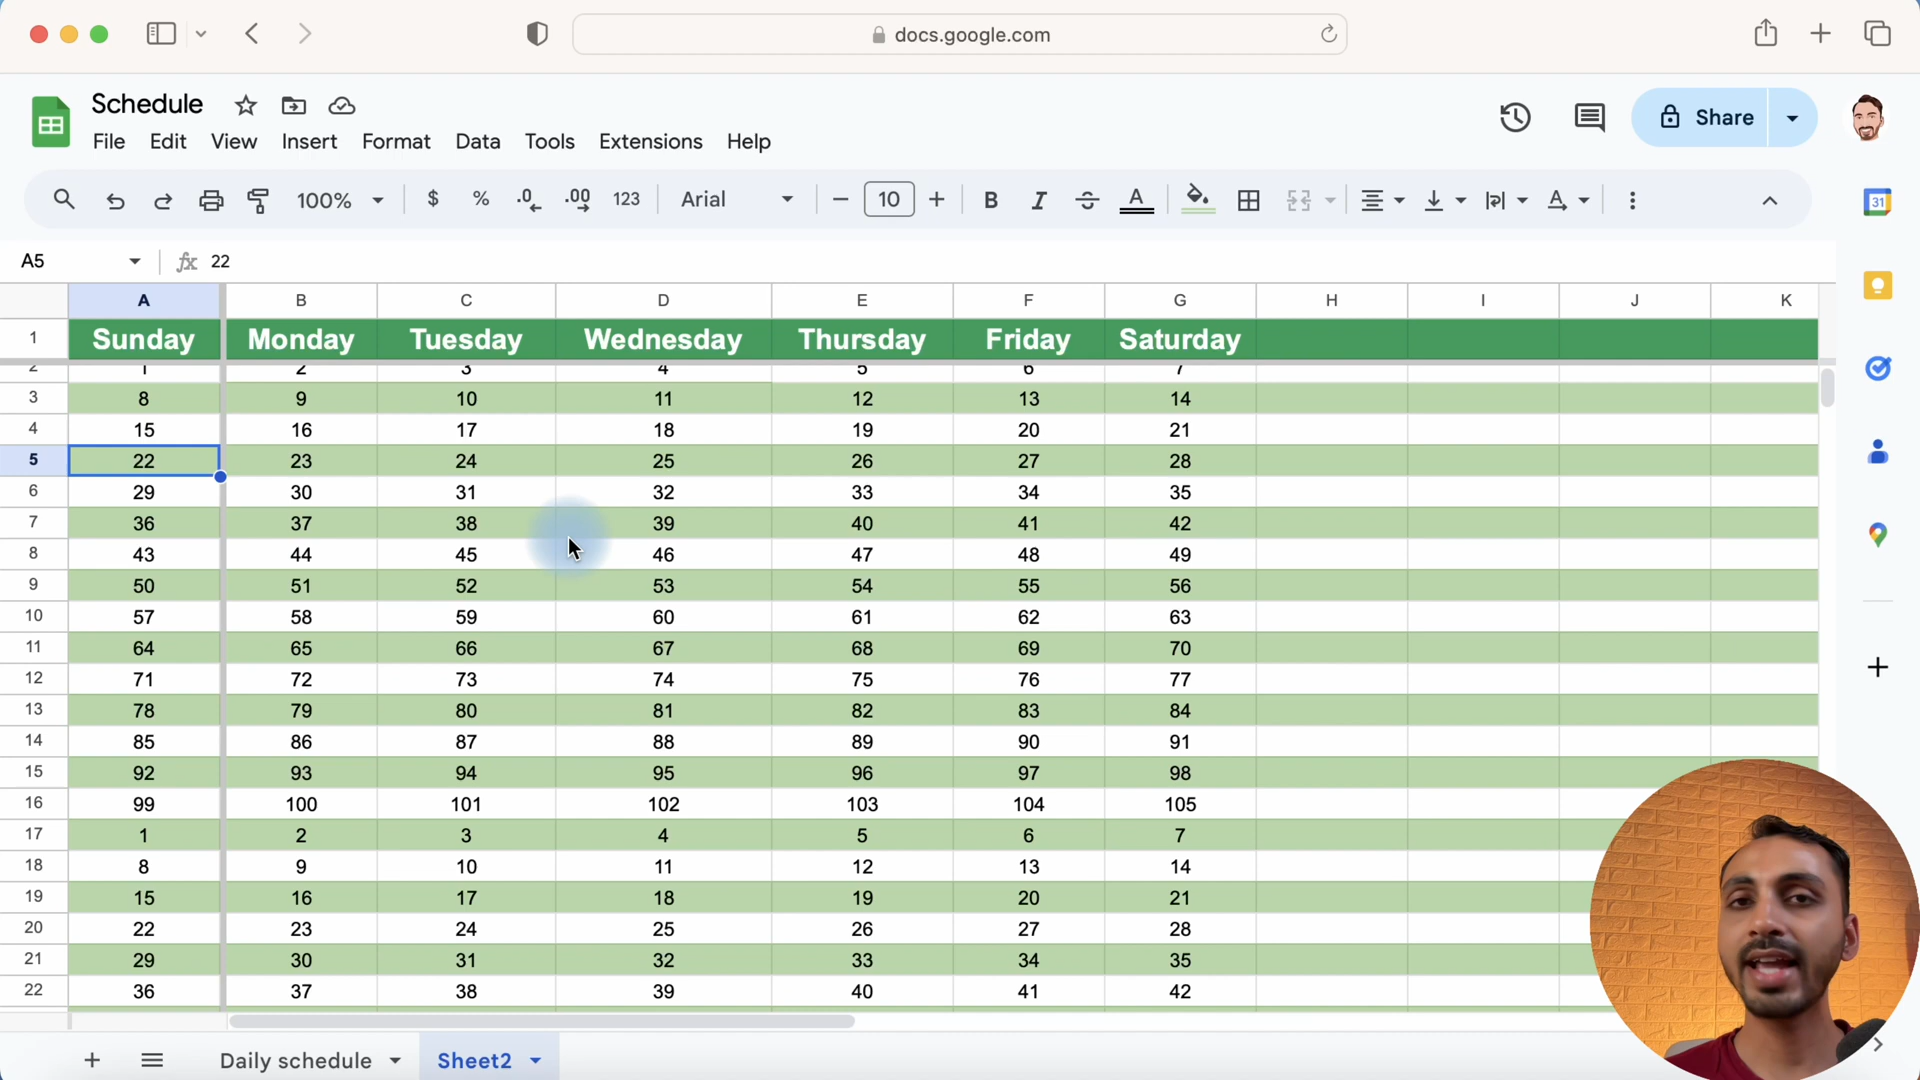 docs.google.com
Schedule
File Edit View Insert Format Data Tools Extensions Help
Share
100% $ % .0 .00 123 Arial 10 B I A A
31
A5 fx 22
A B C D E F G H I J K
1 Sunday Monday Tuesday Wednesday Thursday Friday Saturday
2 1 2 3 4 5 6 7
3 8 9 10 11 12 13 14
4 15 16 17 18 19 20 21
5 22 23 24 25 26 27 28
6 29 30 31 32 33 34 35
7 36 37 38 39 40 41 42
8 43 44 45 46 47 48 49
9 50 51 52 53 54 55 56
10 57 58 59 60 61 62 63
11 64 65 66 67 68 69 70
12 71 72 73 74 75 76 77
13 78 79 80 81 82 83 84
14 85 86 87 88 89 90 91
15 92 93 94 95 96 97 98
16 99 100 101 102 103 104 105
17 1 2 3 4 5 6 7
18 8 9 10 11 12 13 14
19 15 16 17 18 19 20 21
20 22 23 24 25 26 27 28
21 29 30 31 32 33 34 35
22 36 37 38 39 40 41 42
Daily schedule Sheet2